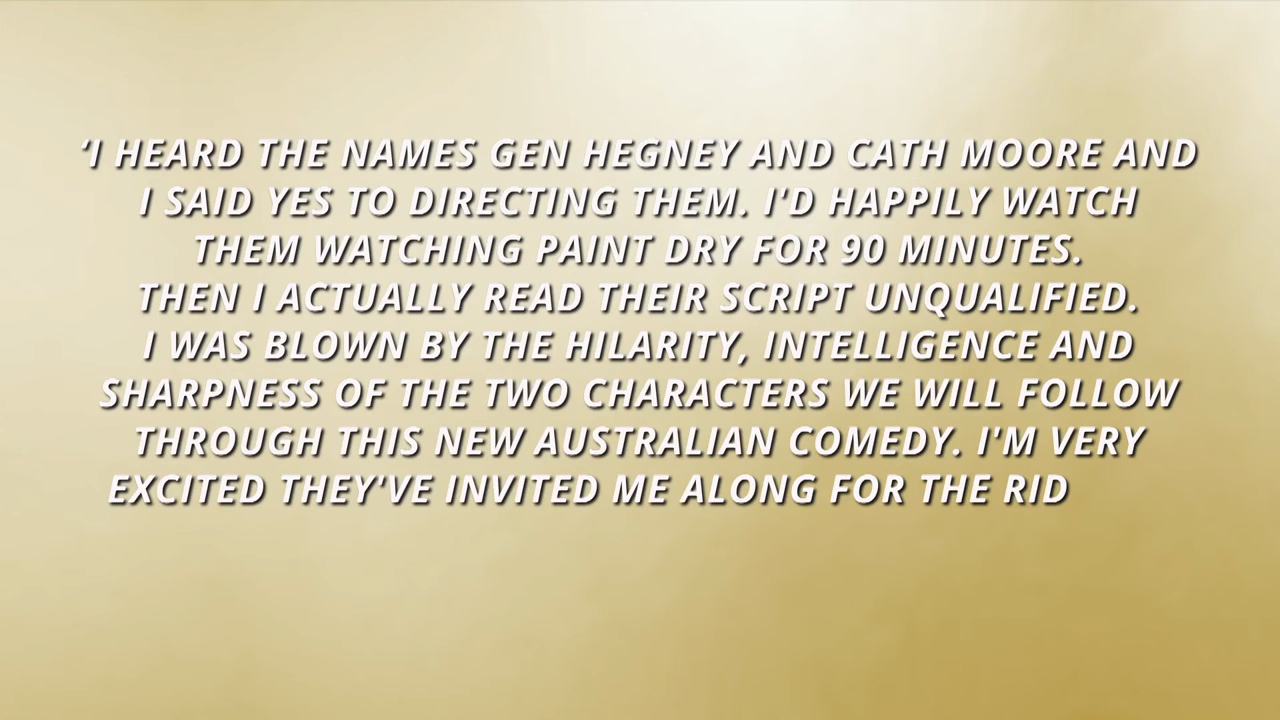 ‘I HEARD THE NAMES GEN HEGNEY AND CATH MOORE AND
I SAID YES TO DIRECTING THEM. I'D HAPPILY WATCH
THEM WATCHING PAINT DRY FOR 90 MINUTES.
THEN I ACTUALLY READ THEIR SCRIPT UNQUALIFIED.
I WAS BLOWN BY THE HILARITY, INTELLIGENCE AND
SHARPNESS OF THE TWO CHARACTERS WE WILL FOLLOW
THROUGH THIS NEW AUSTRALIAN COMEDY. I'M VERY
EXCITED THEY'VE INVITED ME ALONG FOR THE RID